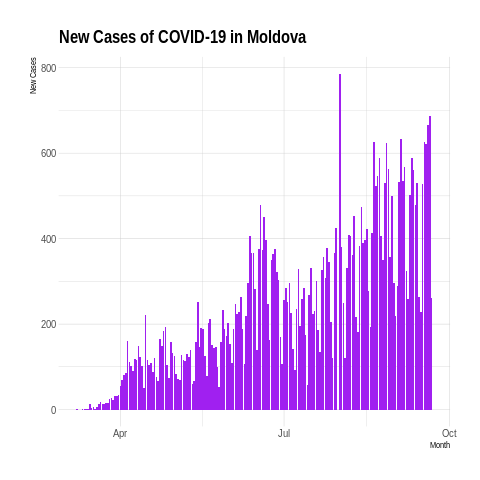 New Cases of COVID-19 in Moldova
New Cases
800
600
400
200
0
Apr
Jul
Oct
Month